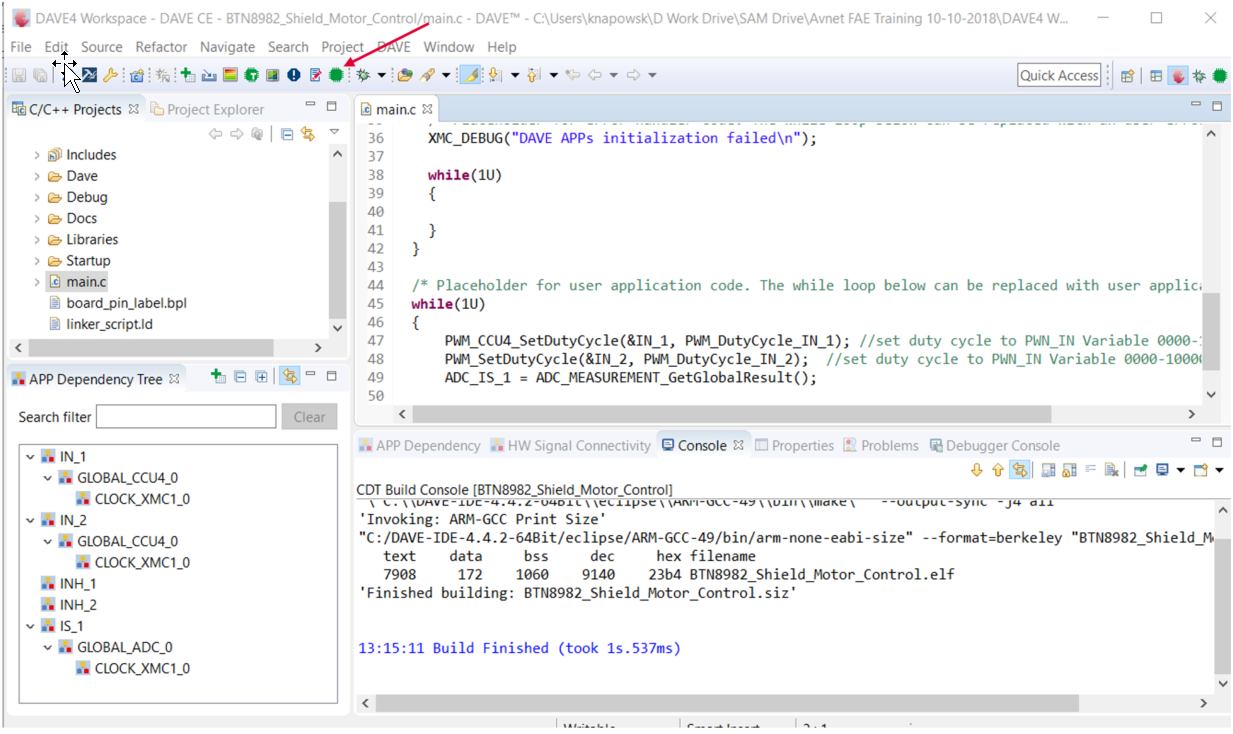 DAVE4 Workspace - DAVE CE - BTN8982_Shield_Motor_Control/main.c - DAVE™ - C:\Users\knapowsk\D Work Drive\SAM Drive\Avnet FAE Training 10-10-2018\DAVE4 W...
File Edit Source Refactor Navigate Search Project DAVE Window Help
Quick Access
C/C++ Projects Project Explorer
Includes
Dave
Debug
Docs
Libraries
Startup
main.c
board_pin_label.bpl
linker_script.ld
APP Dependency Tree
Search filter Clear
IN_1
GLOBAL_CCU4_0
CLOCK_XMC1_0
IN_2
GLOBAL_CCU4_0
CLOCK_XMC1_0
INH_1
INH_2
IS_1
GLOBAL_ADC_0
CLOCK_XMC1_0
main.c
36 XMC_DEBUG("DAVE APPs initialization failed\n");
37
38 while(1U)
39 {
40
41 }
42 }
43
44 /* Placeholder for user application code. The while loop below can be replaced with user applica
45 while(1U)
46 {
47 PWM_CCU4_SetDutyCycle(&IN_1, PWM_DutyCycle_IN_1); //set duty cycle to PWN_IN Variable 0000-1
48 PWM_SetDutyCycle(&IN_2, PWM_DutyCycle_IN_2); //set duty cycle to PWN_IN Variable 0000-1000
49 ADC_IS_1 = ADC_MEASUREMENT_GetGlobalResult();
50
APP Dependency HW Signal Connectivity Console Properties Problems Debugger Console
CDT Build Console [BTN8982_Shield_Motor_Control]
'Invoking: ARM-GCC Print Size'
"C:/DAVE-IDE-4.4.2-64Bit/eclipse/ARM-GCC-49/bin/arm-none-eabi-size" --format=berkeley "BTN8982_Shield_M
text data bss dec hex filename
7908 172 1060 9140 23b4 BTN8982_Shield_Motor_Control.elf
'Finished building: BTN8982_Shield_Motor_Control.siz'
13:15:11 Build Finished (took 1s.537ms)